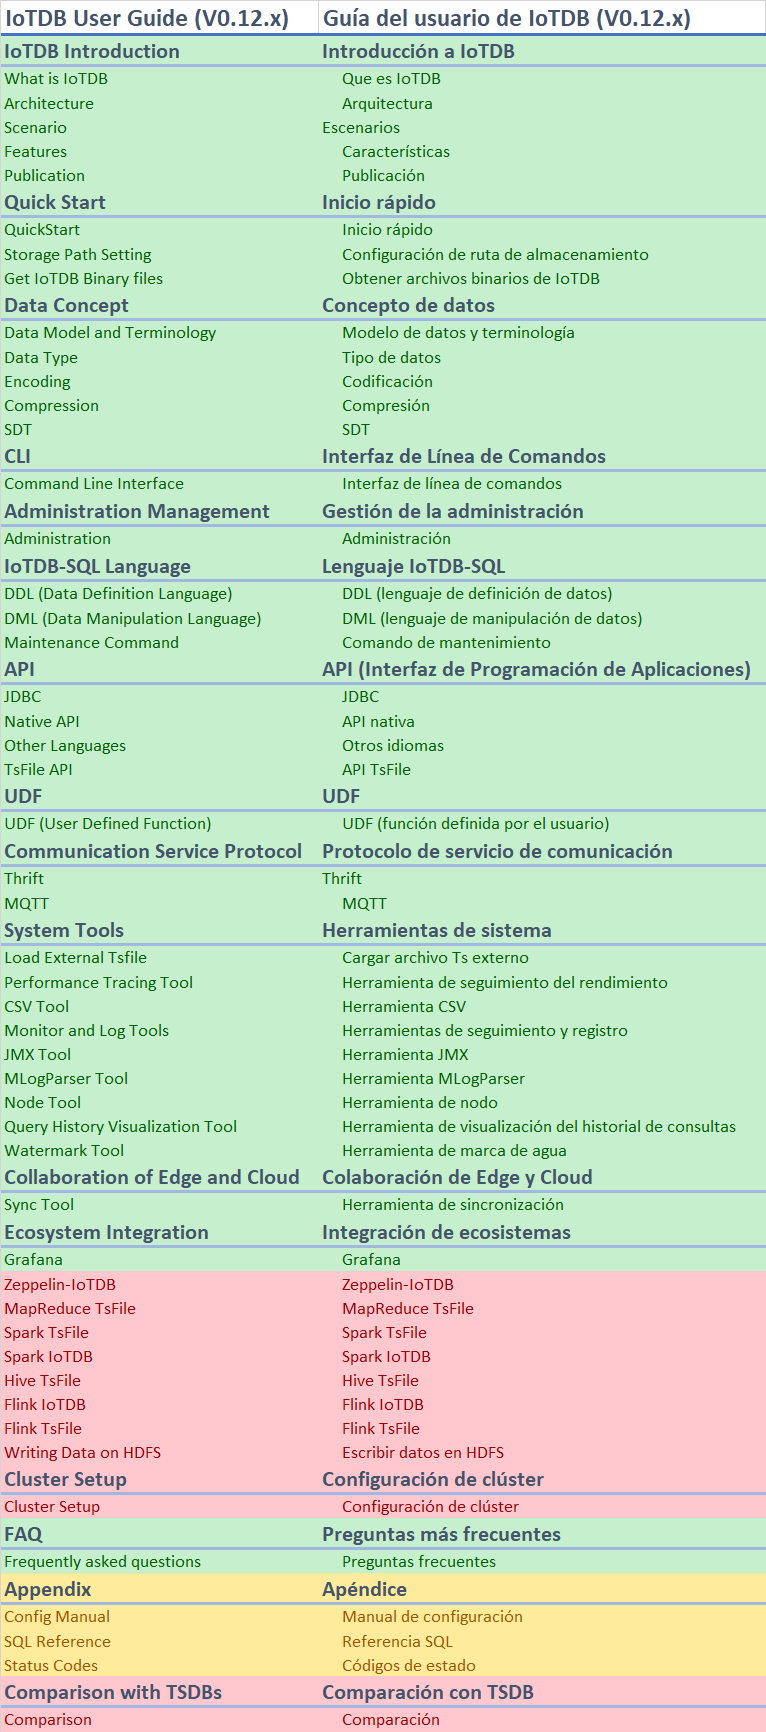 IoTDB User Guide (V0.12.x) Guía del usuario de IoTDB (V0.12.x)
IoTDB Introduction Introducción a IoTDB
What is IoTDB Que es IoTDB
Architecture Arquitectura
Scenario Escenarios
Features Características
Publication Publicación
Quick Start Inicio rápido
QuickStart Inicio rápido
Storage Path Setting Configuración de ruta de almacenamiento
Get IoTDB Binary files Obtener archivos binarios de IoTDB
Data Concept Concepto de datos
Data Model and Terminology Modelo de datos y terminología
Data Type Tipo de datos
Encoding Codificación
Compression Compresión
SDT SDT
CLI Interfaz de Línea de Comandos
Command Line Interface Interfaz de línea de comandos
Administration Management Gestión de la administración
Administration Administración
IoTDB-SQL Language Lenguaje IoTDB-SQL
DDL (Data Definition Language) DDL (lenguaje de definición de datos)
DML (Data Manipulation Language) DML (lenguaje de manipulación de datos)
Maintenance Command Comando de mantenimiento
API API (Interfaz de Programación de Aplicaciones)
JDBC JDBC
Native API API nativa
Other Languages Otros idiomas
TsFile API API TsFile
UDF UDF
UDF (User Defined Function) UDF (función definida por el usuario)
Communication Service Protocol Protocolo de servicio de comunicación
Thrift Thrift
MQTT MQTT
System Tools Herramientas de sistema
Load External Tsfile Cargar archivo Ts externo
Performance Tracing Tool Herramienta de seguimiento del rendimiento
CSV Tool Herramienta CSV
Monitor and Log Tools Herramientas de seguimiento y registro
JMX Tool Herramienta JMX
MLogParser Tool Herramienta MLogParser
Node Tool Herramienta de nodo
Query History Visualization Tool Herramienta de visualización del historial de consultas
Watermark Tool Herramienta de marca de agua
Collaboration of Edge and Cloud Colaboración de Edge y Cloud
Sync Tool Herramienta de sincronización
Ecosystem Integration Integración de ecosistemas
Grafana Grafana
Zeppelin-IoTDB Zeppelin-IoTDB
MapReduce TsFile MapReduce TsFile
Spark TsFile Spark TsFile
Spark IoTDB Spark IoTDB
Hive TsFile Hive TsFile
Flink IoTDB Flink IoTDB
Flink TsFile Flink TsFile
Writing Data on HDFS Escribir datos en HDFS
Cluster Setup Configuración de clúster
Cluster Setup Configuración de clúster
FAQ Preguntas más frecuentes
Frequently asked questions Preguntas frecuentes
Appendix Apéndice
Config Manual Manual de configuración
SQL Reference Referencia SQL
Status Codes Códigos de estado
Comparison with TSDBs Comparación con TSDB
Comparison Comparación